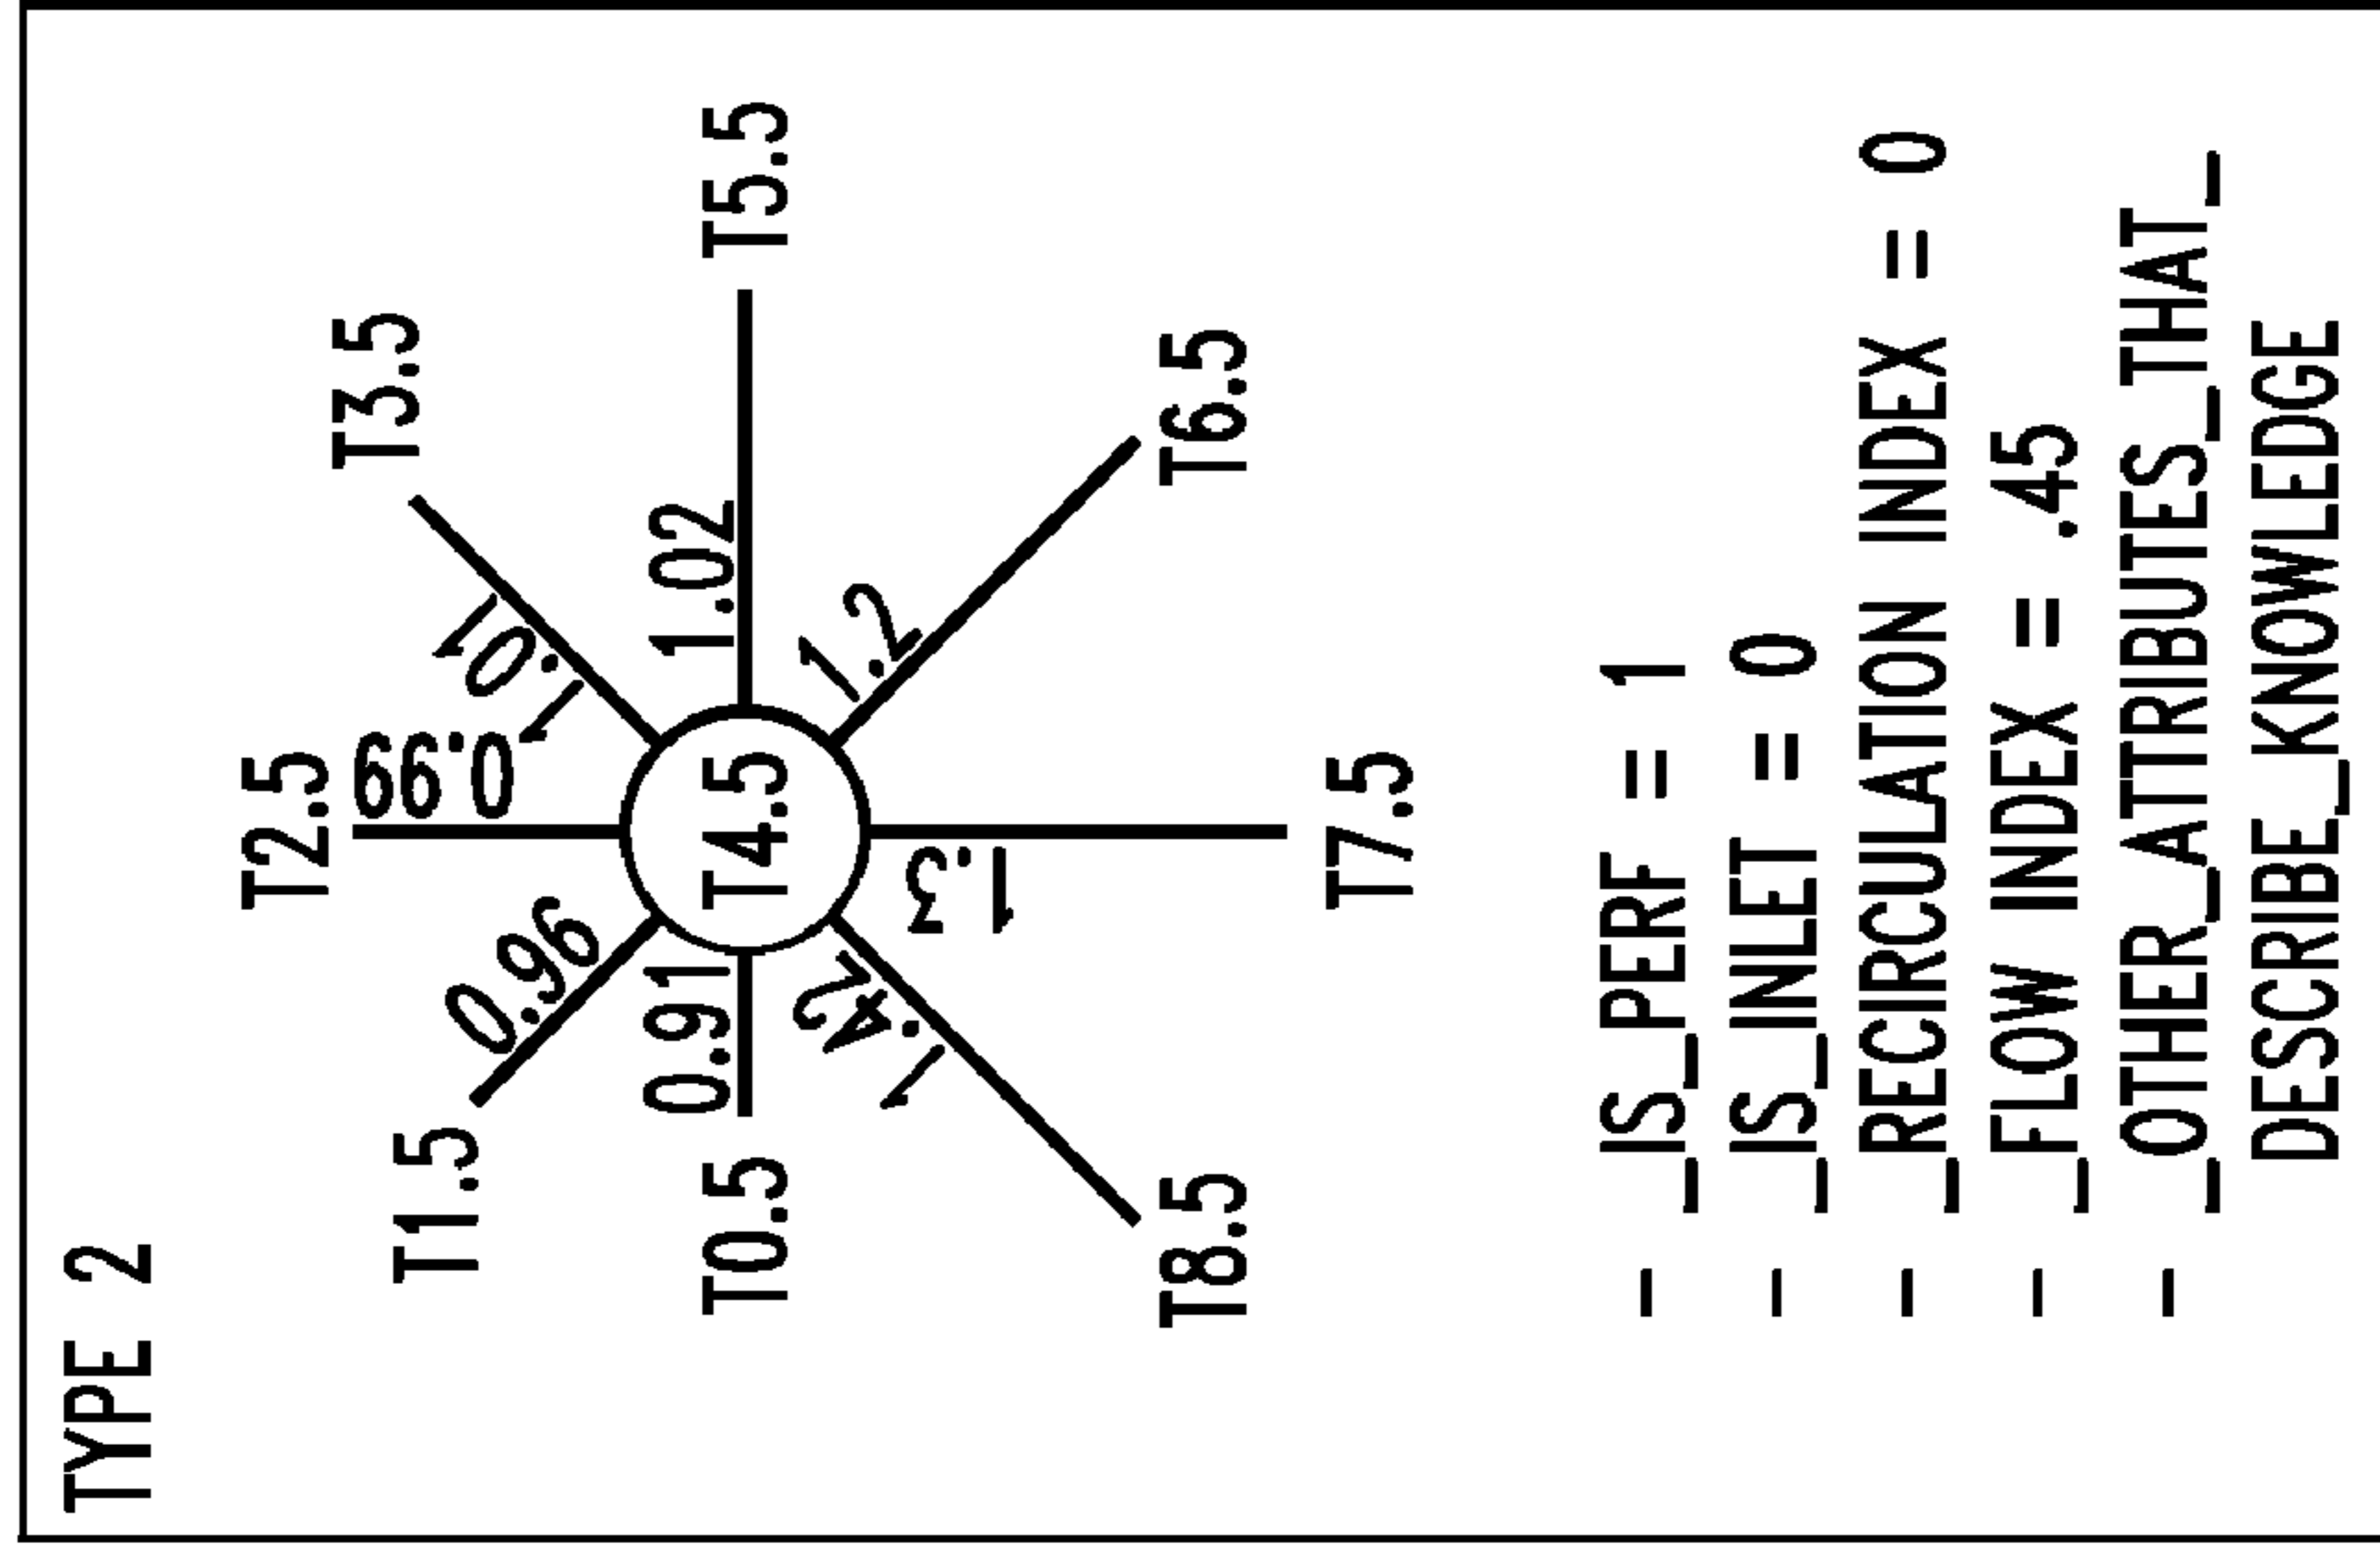 TYPE 2
T2.5
T3.5
T1.5
0.99
0.96
1.01
T0.5
0.91
T4.5
1.02
T5.5
1.42
1.3
1.2
T8.5
T6.5
T7.5
- _IS_PERF = 1
- _IS_INLET = 0
- _RECIRCULATION INDEX = 0
- _FLOW INDEX = .45
- _OTHER_ATTRIBUTES_THAT_
DESCRIBE_KNOWLEDGE